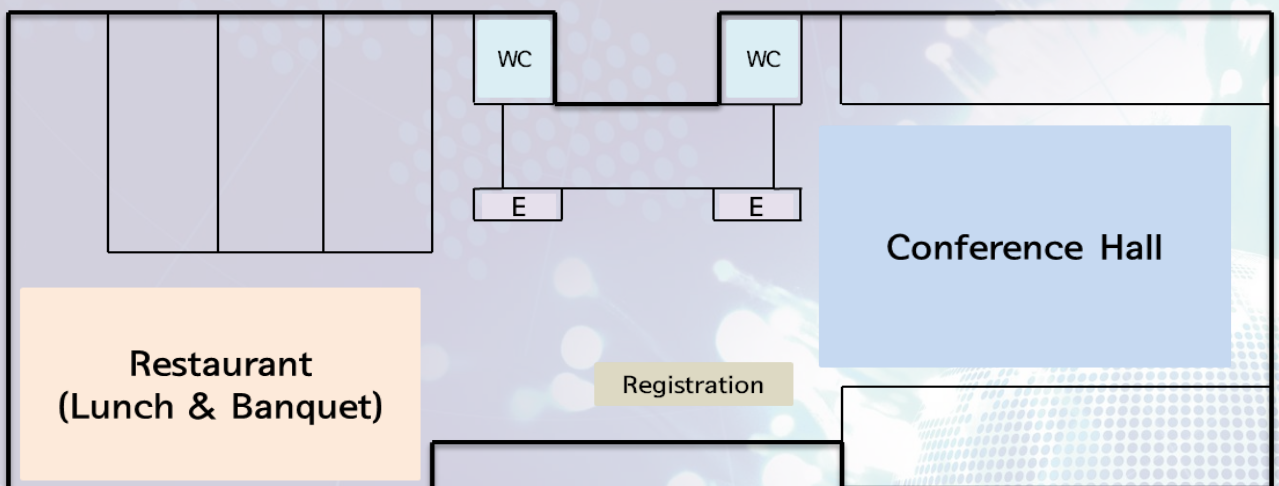 WC
WC
E
E
Conference Hall
Restaurant
(Lunch & Banquet)
Registration